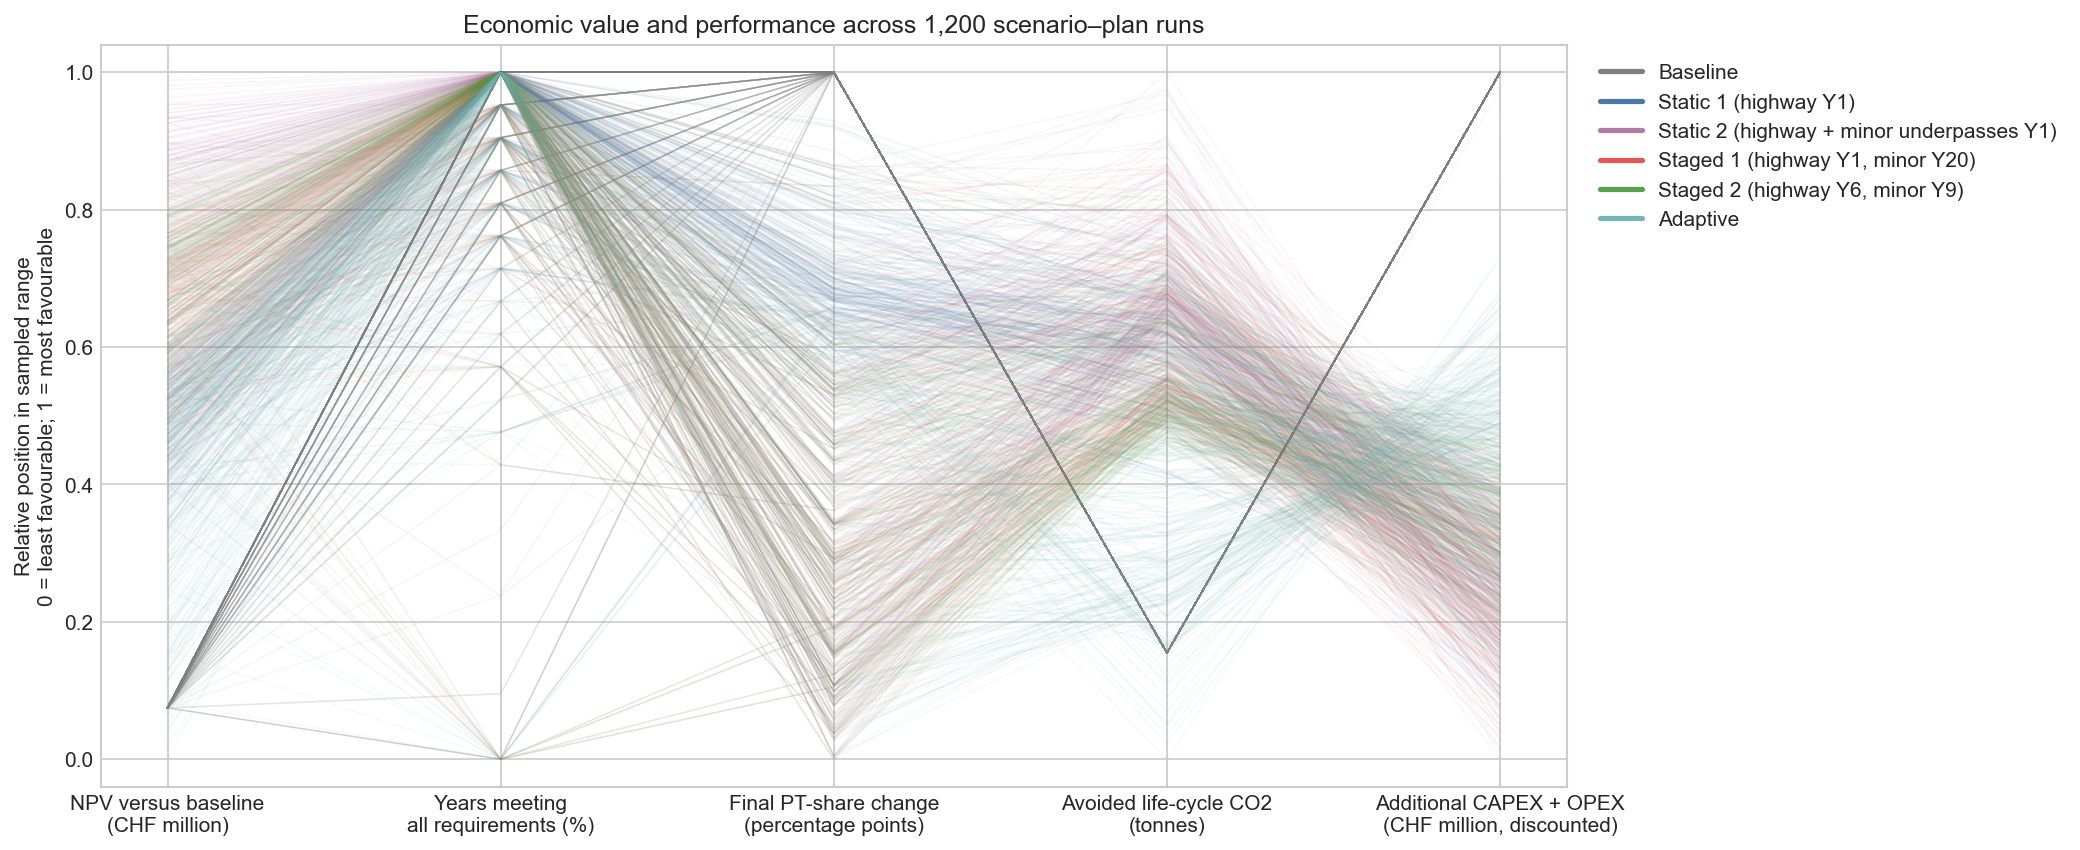 Economic value and performance across 1,200 scenario–plan runs
Relative position in sampled range
0 = least favourable; 1 = most favourable
1.0
0.8
0.6
0.4
0.2
0.0
NPV versus baseline
(CHF million)
Years meeting
all requirements (%)
Final PT-share change
(percentage points)
Avoided life-cycle CO2
(tonnes)
Additional CAPEX + OPEX
(CHF million, discounted)
Baseline
Static 1 (highway Y1)
Static 2 (highway + minor underpasses Y1)
Staged 1 (highway Y1, minor Y20)
Staged 2 (highway Y6, minor Y9)
Adaptive